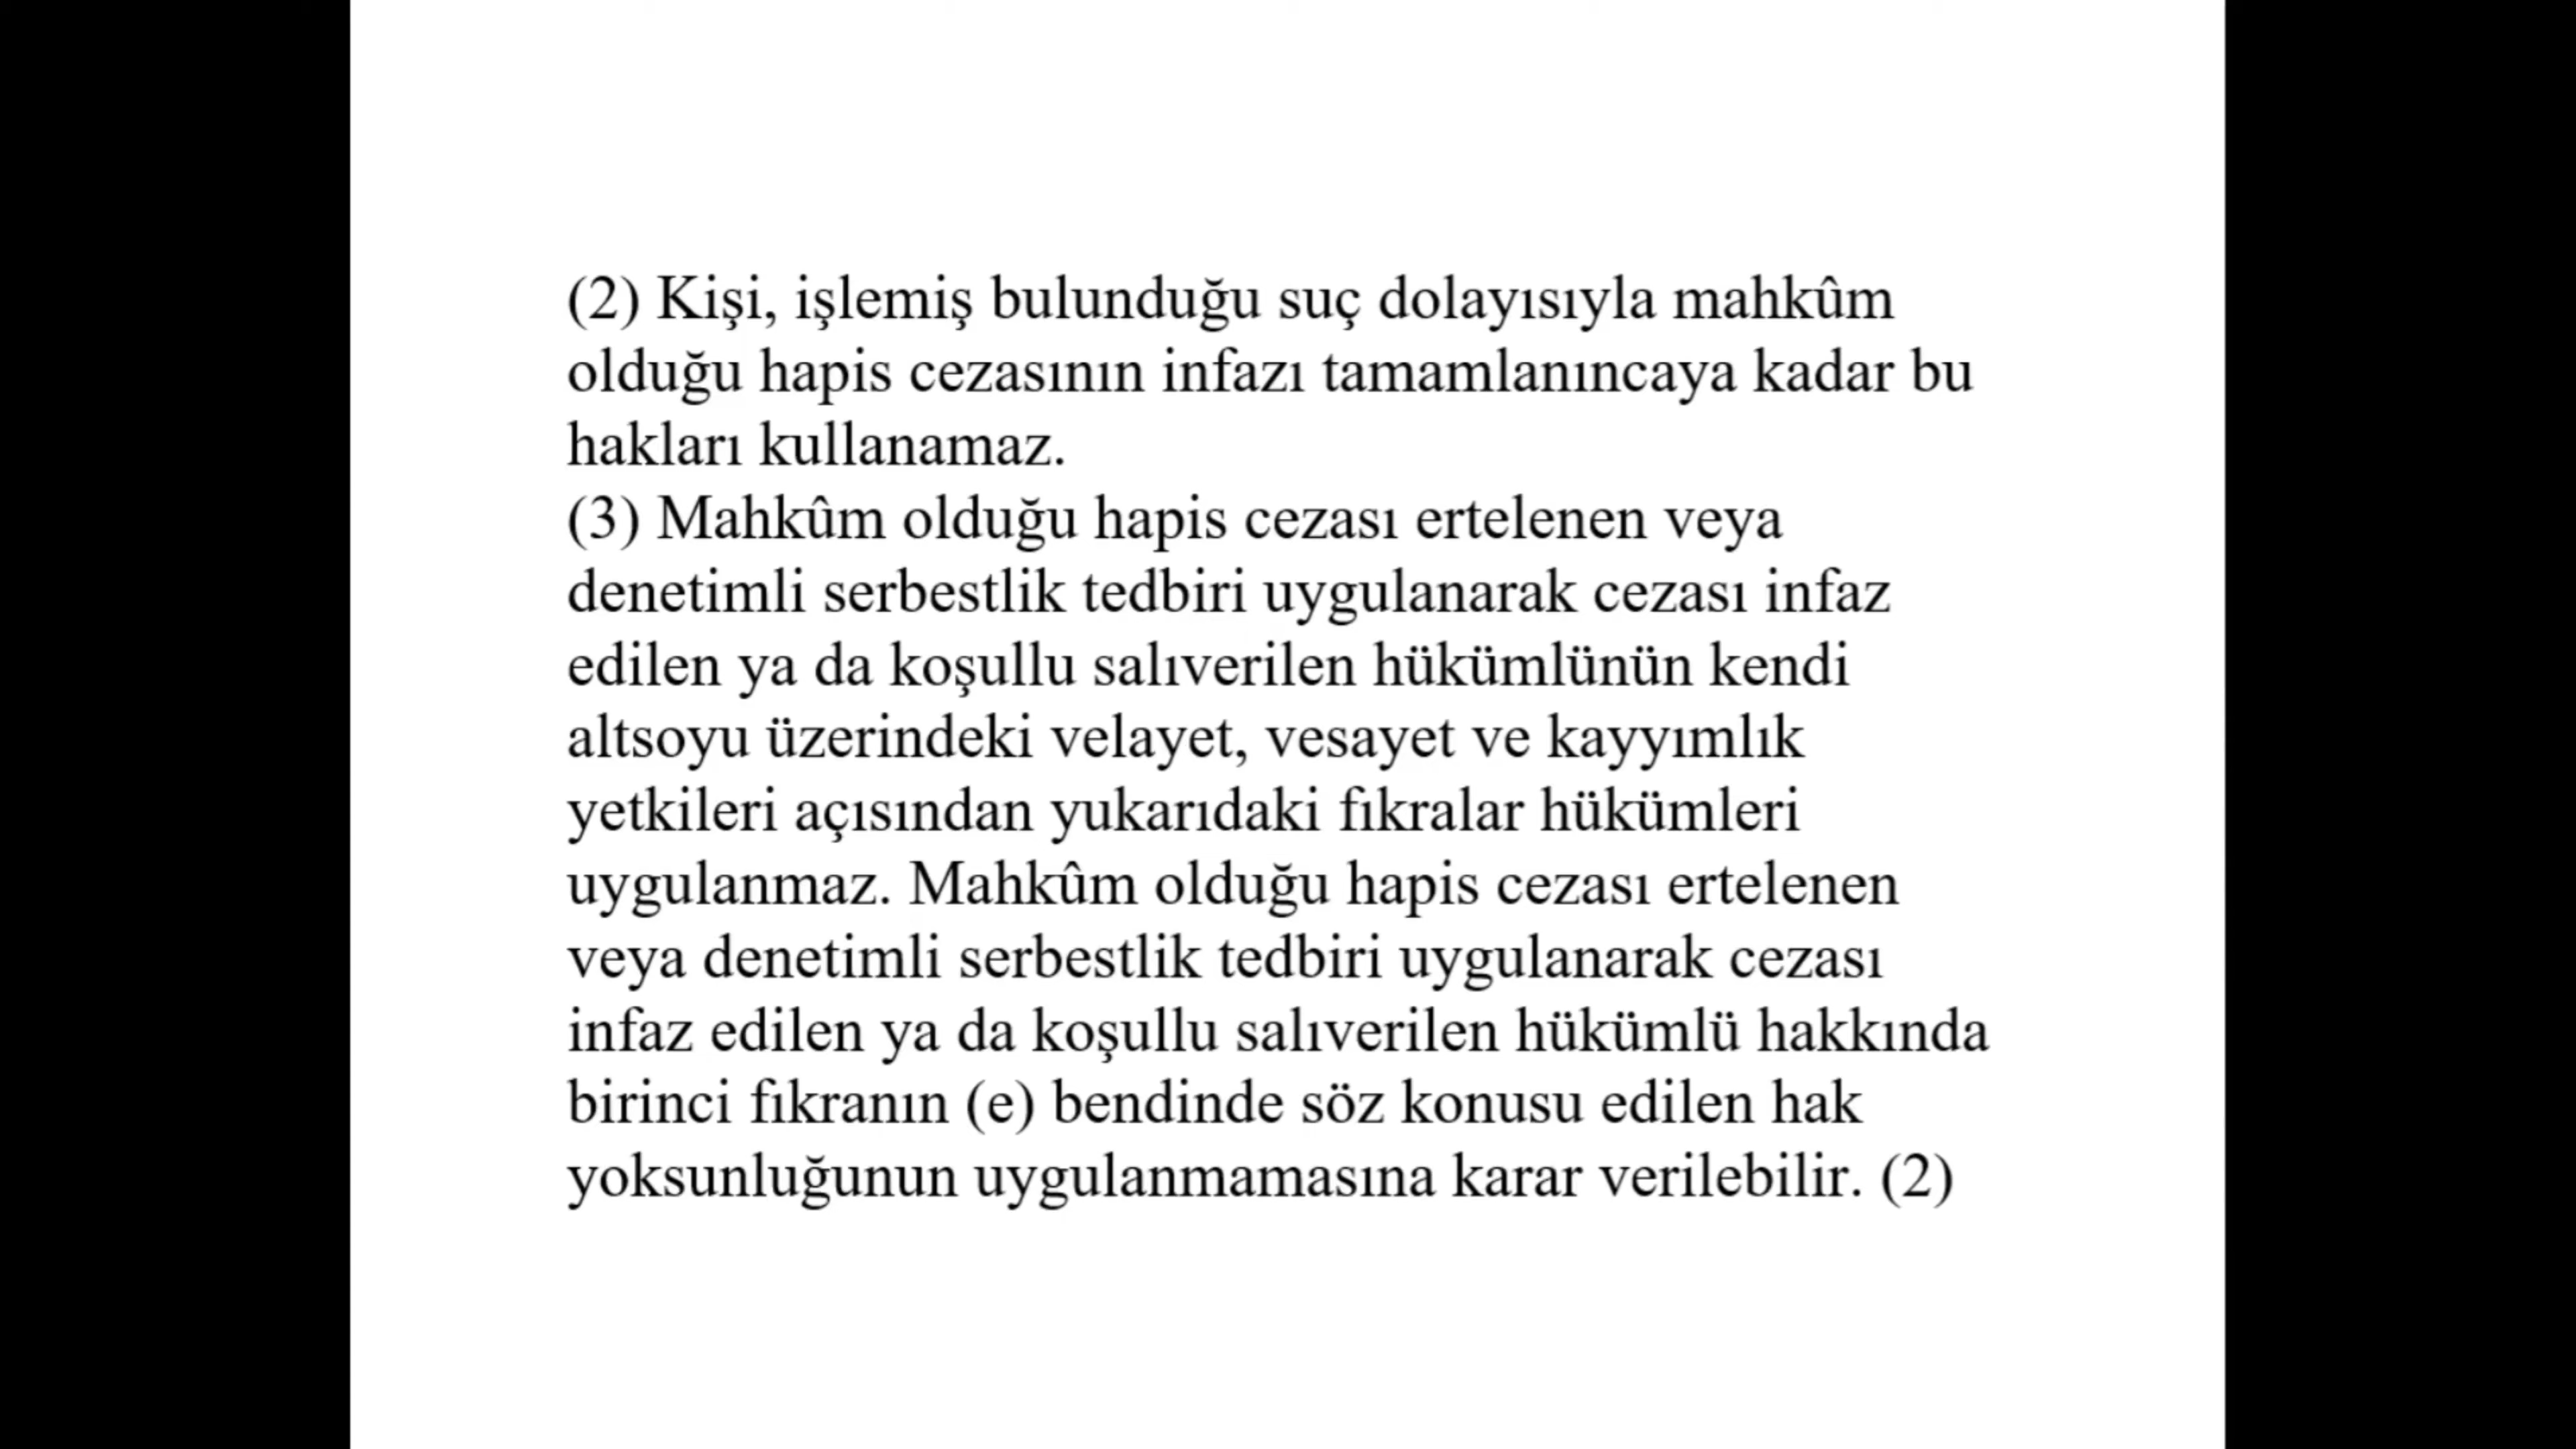 (2) Kişi, işlemiş bulunduğu suç dolayısıyla mahkûm
olduğu hapis cezasının infazı tamamlanıncaya kadar bu
hakları kullanamaz.
(3) Mahkûm olduğu hapis cezası ertelenen veya
denetimli serbestlik tedbiri uygulanarak cezası infaz
edilen ya da koşullu salıverilen hükümlünün kendi
altsoyu üzerindeki velayet, vesayet ve kayyımlık
yetkileri açısından yukarıdaki fıkralar hükümleri
uygulanmaz. Mahkûm olduğu hapis cezası ertelenen
veya denetimli serbestlik tedbiri uygulanarak cezası
infaz edilen ya da koşullu salıverilen hükümlü hakkında
birinci fıkranın (e) bendinde söz konusu edilen hak
yoksunluğunun uygulanmamasına karar verilebilir. (2)